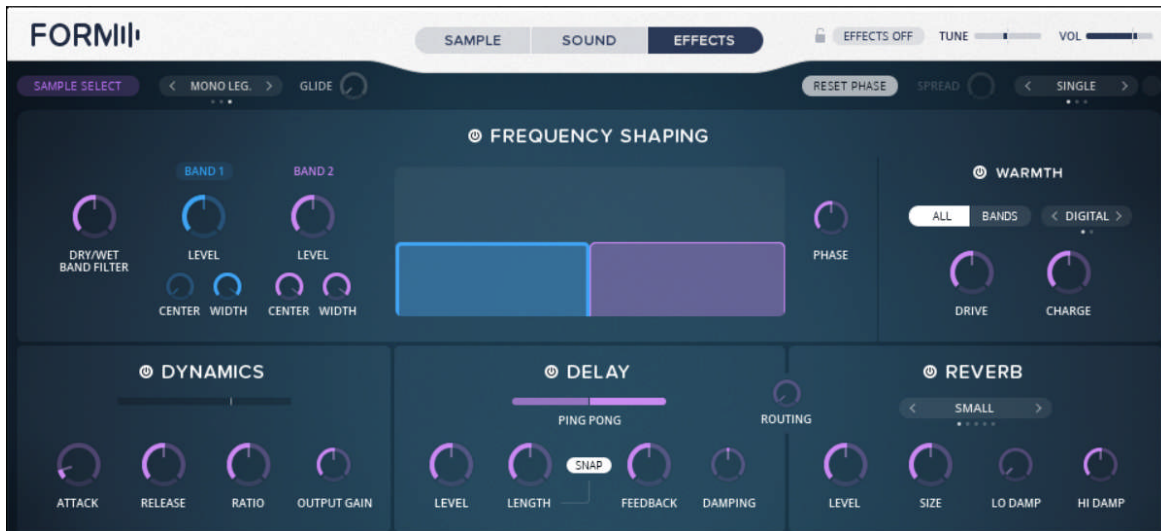 FORM
SAMPLE SOUND EFFECTS
EFFECTS OFF TUNE VOL
SAMPLE SELECT < MONO LEG. > GLIDE RESET PHASE SPREAD < SINGLE >
FREQUENCY SHAPING
BAND 1 BAND 2 WARMTH
ALL BANDS < DIGITAL >
DRY/WET
BAND FILTER LEVEL LEVEL PHASE
CENTER WIDTH CENTER WIDTH DRIVE CHARGE
DYNAMICS DELAY REVERB
PING PONG ROUTING < SMALL >
SNAP
ATTACK RELEASE RATIO OUTPUT GAIN LEVEL LENGTH FEEDBACK DAMPING LEVEL SIZE LO DAMP HI DAMP